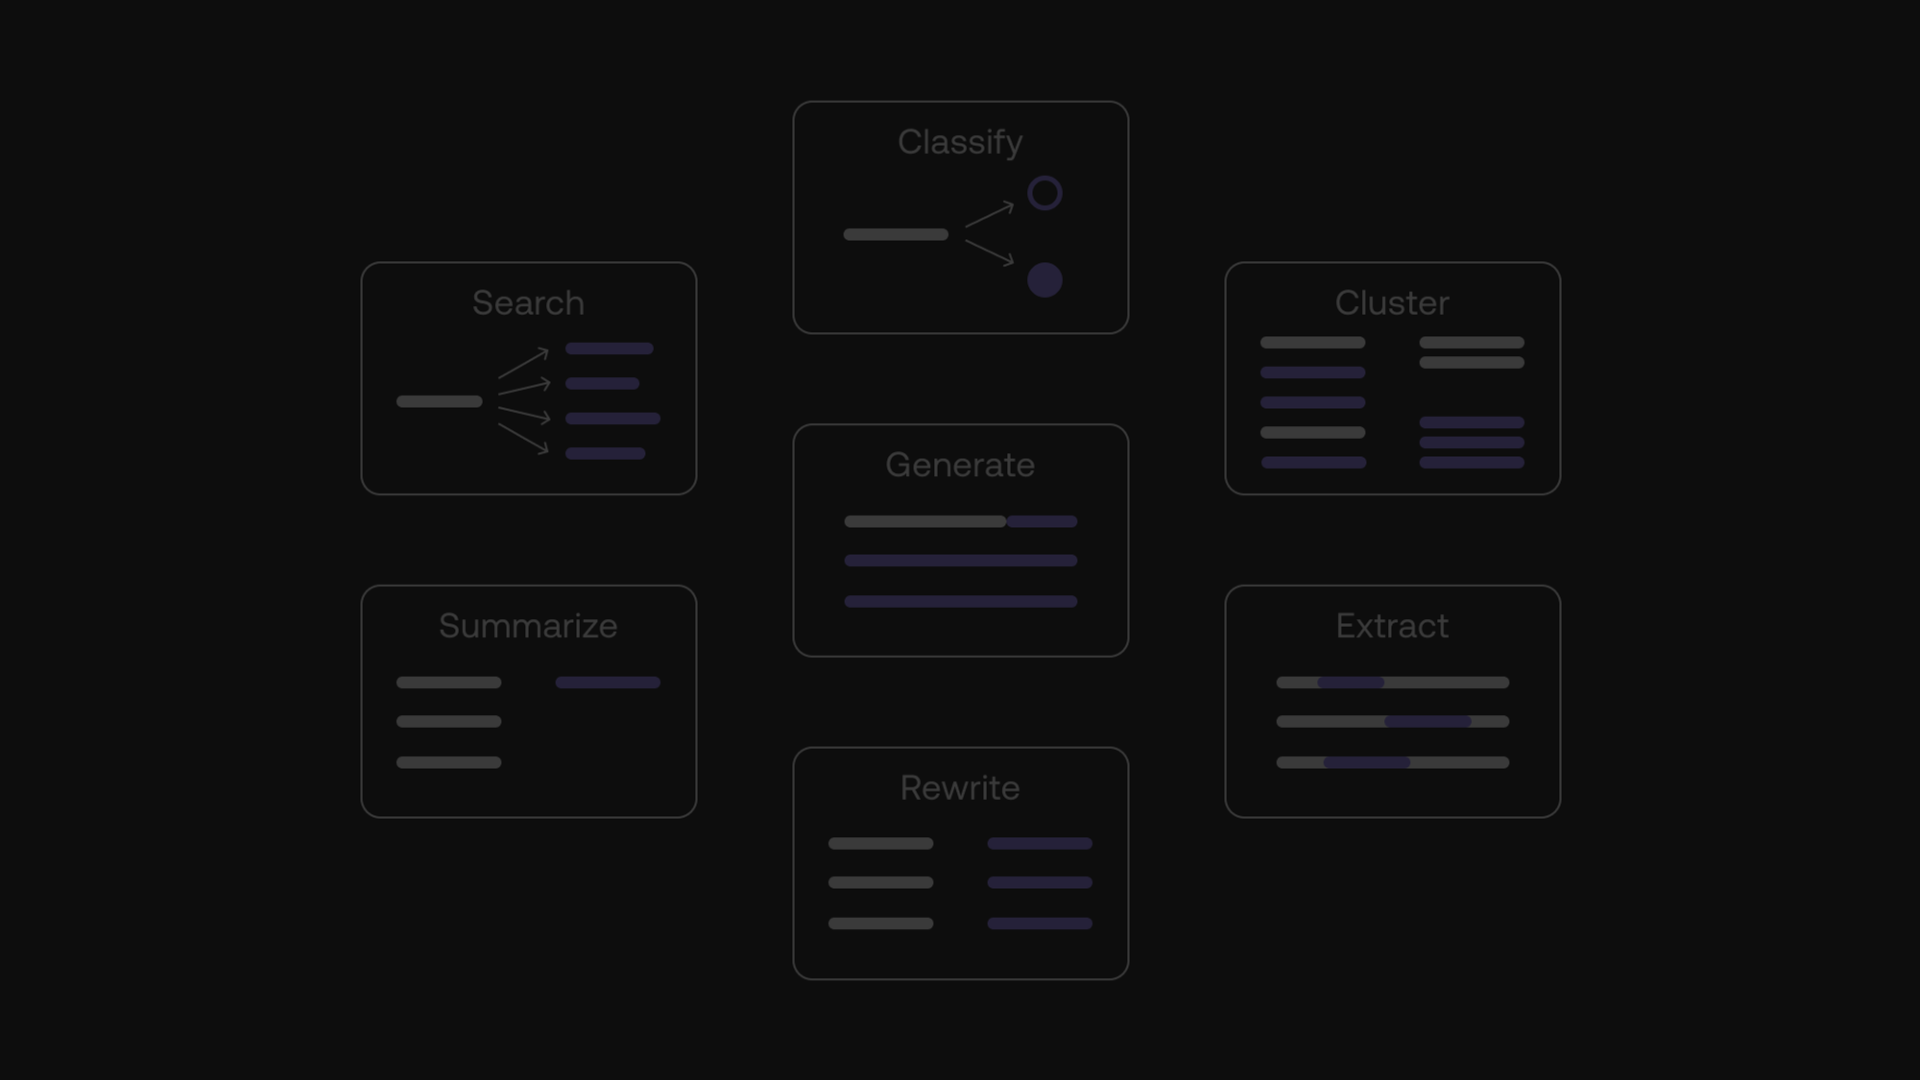 Classify
Search
Cluster
Generate
Summarize
Extract
Rewrite